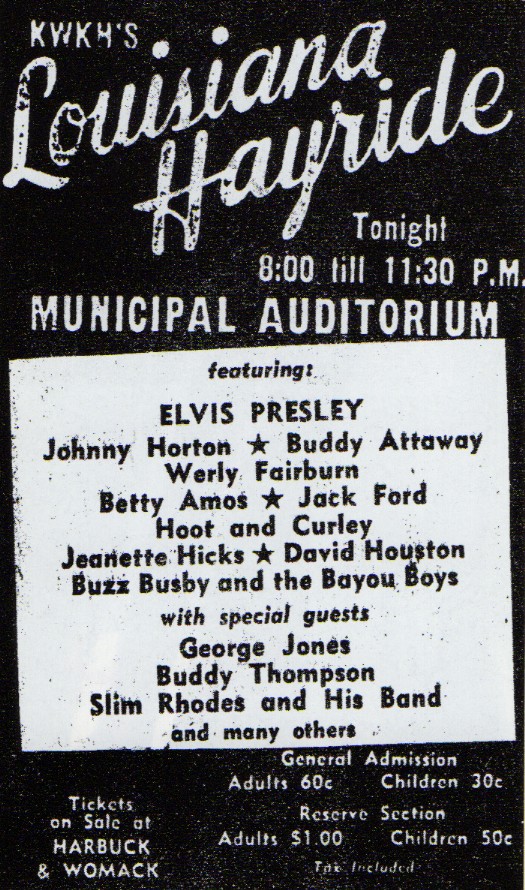 KWKH'S
Louisiana
Hayride
Tonight
8:00 till 11:30 P.M.
MUNICIPAL AUDITORIUM
featuring:
ELVIS PRESLEY
Johnny Horton ★ Buddy Attaway
Werly Fairburn
Betty Amos ★ Jack Ford
Hoot and Curley
Jeanette Hicks ★ David Houston
Buzz Busby and the Bayou Boys
with special guests
George Jones
Buddy Thompson
Slim Rhodes and His Band
and many others
General Admission
Adults 60c Children 30c
Reserve Section
Adults $1.00 Children 50c
Tax Included
Tickets
on Sale at
HARBUCK
& WOMACK